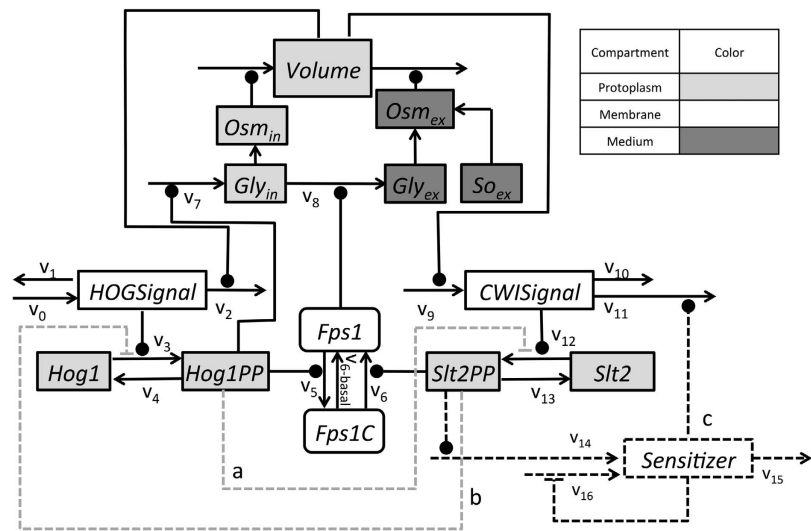 Compartment Color
Protoplasm
Membrane
Medium
Volume
Osm_in
Osm_ex
Gly_in
Gly_ex
So_ex
v_7
v_8
v_1
v_0
HOGSignal
v_2
v_9
CWISignal
v_10
v_11
v_3
Fps1
v_12
Hog1
Hog1PP
v_4
v_5
V_6-basal
v_6
Slt2PP
Slt2
v_13
Fps1C
a
b
c
v_14
Sensitizer
v_15
v_16